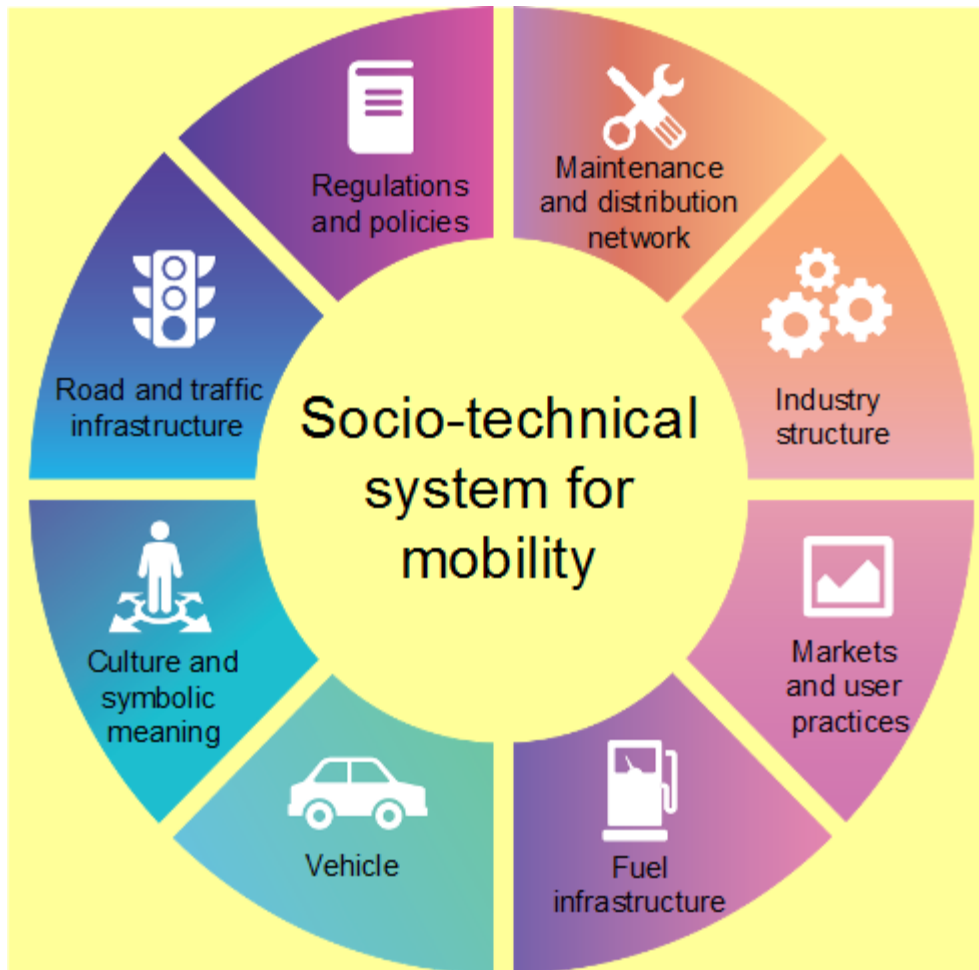 Regulations
and policies
Maintenance
and distribution
network
Road and traffic
infrastructure
Industry
structure
Socio-technical
system for
mobility
Culture and
symbolic
meaning
Markets
and user
practices
Vehicle
Fuel
infrastructure